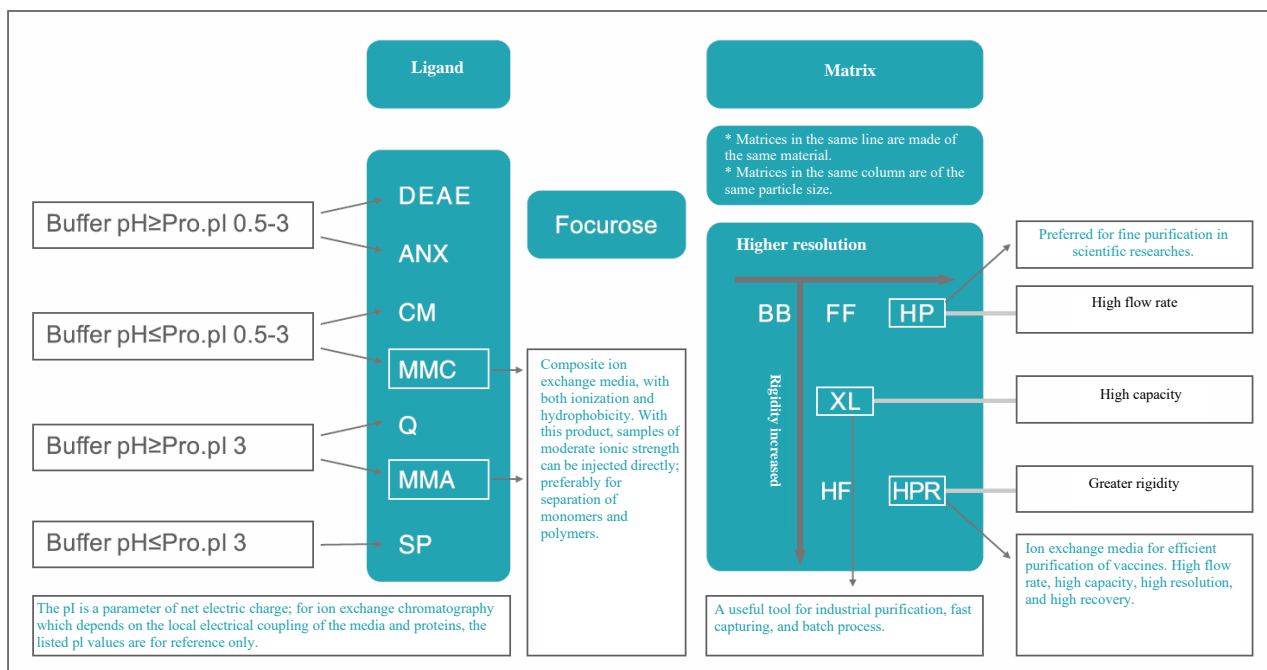 Ligand
Matrix
* Matrices in the same line are made of
the same material.
* Matrices in the same column are of the
same particle size.
Buffer pH≥Pro.pI 0.5-3
DEAE
ANX
Focurose
Higher resolution
Preferred for fine purification in
scientific researches.
Buffer pH≤Pro.pI 0.5-3
CM
MMC
BB
FF
HP
High flow rate
Composite ion
exchange media, with
both ionization and
hydrophobicity. With
this product, samples of
moderate ionic strength
can be injected directly;
preferably for
separation of
monomers and
polymers.
Rigidity increased
XL
High capacity
Buffer pH≥Pro.pI 3
Q
MMA
HF
HPR
Greater rigidity
Buffer pH≤Pro.pI 3
SP
Ion exchange media for efficient
purification of vaccines. High flow
rate, high capacity, high resolution,
and high recovery.
The pI is a parameter of net electric charge; for ion exchange chromatography
which depends on the local electrical coupling of the media and proteins, the
listed pI values are for reference only.
A useful tool for industrial purification, fast
capturing, and batch process.